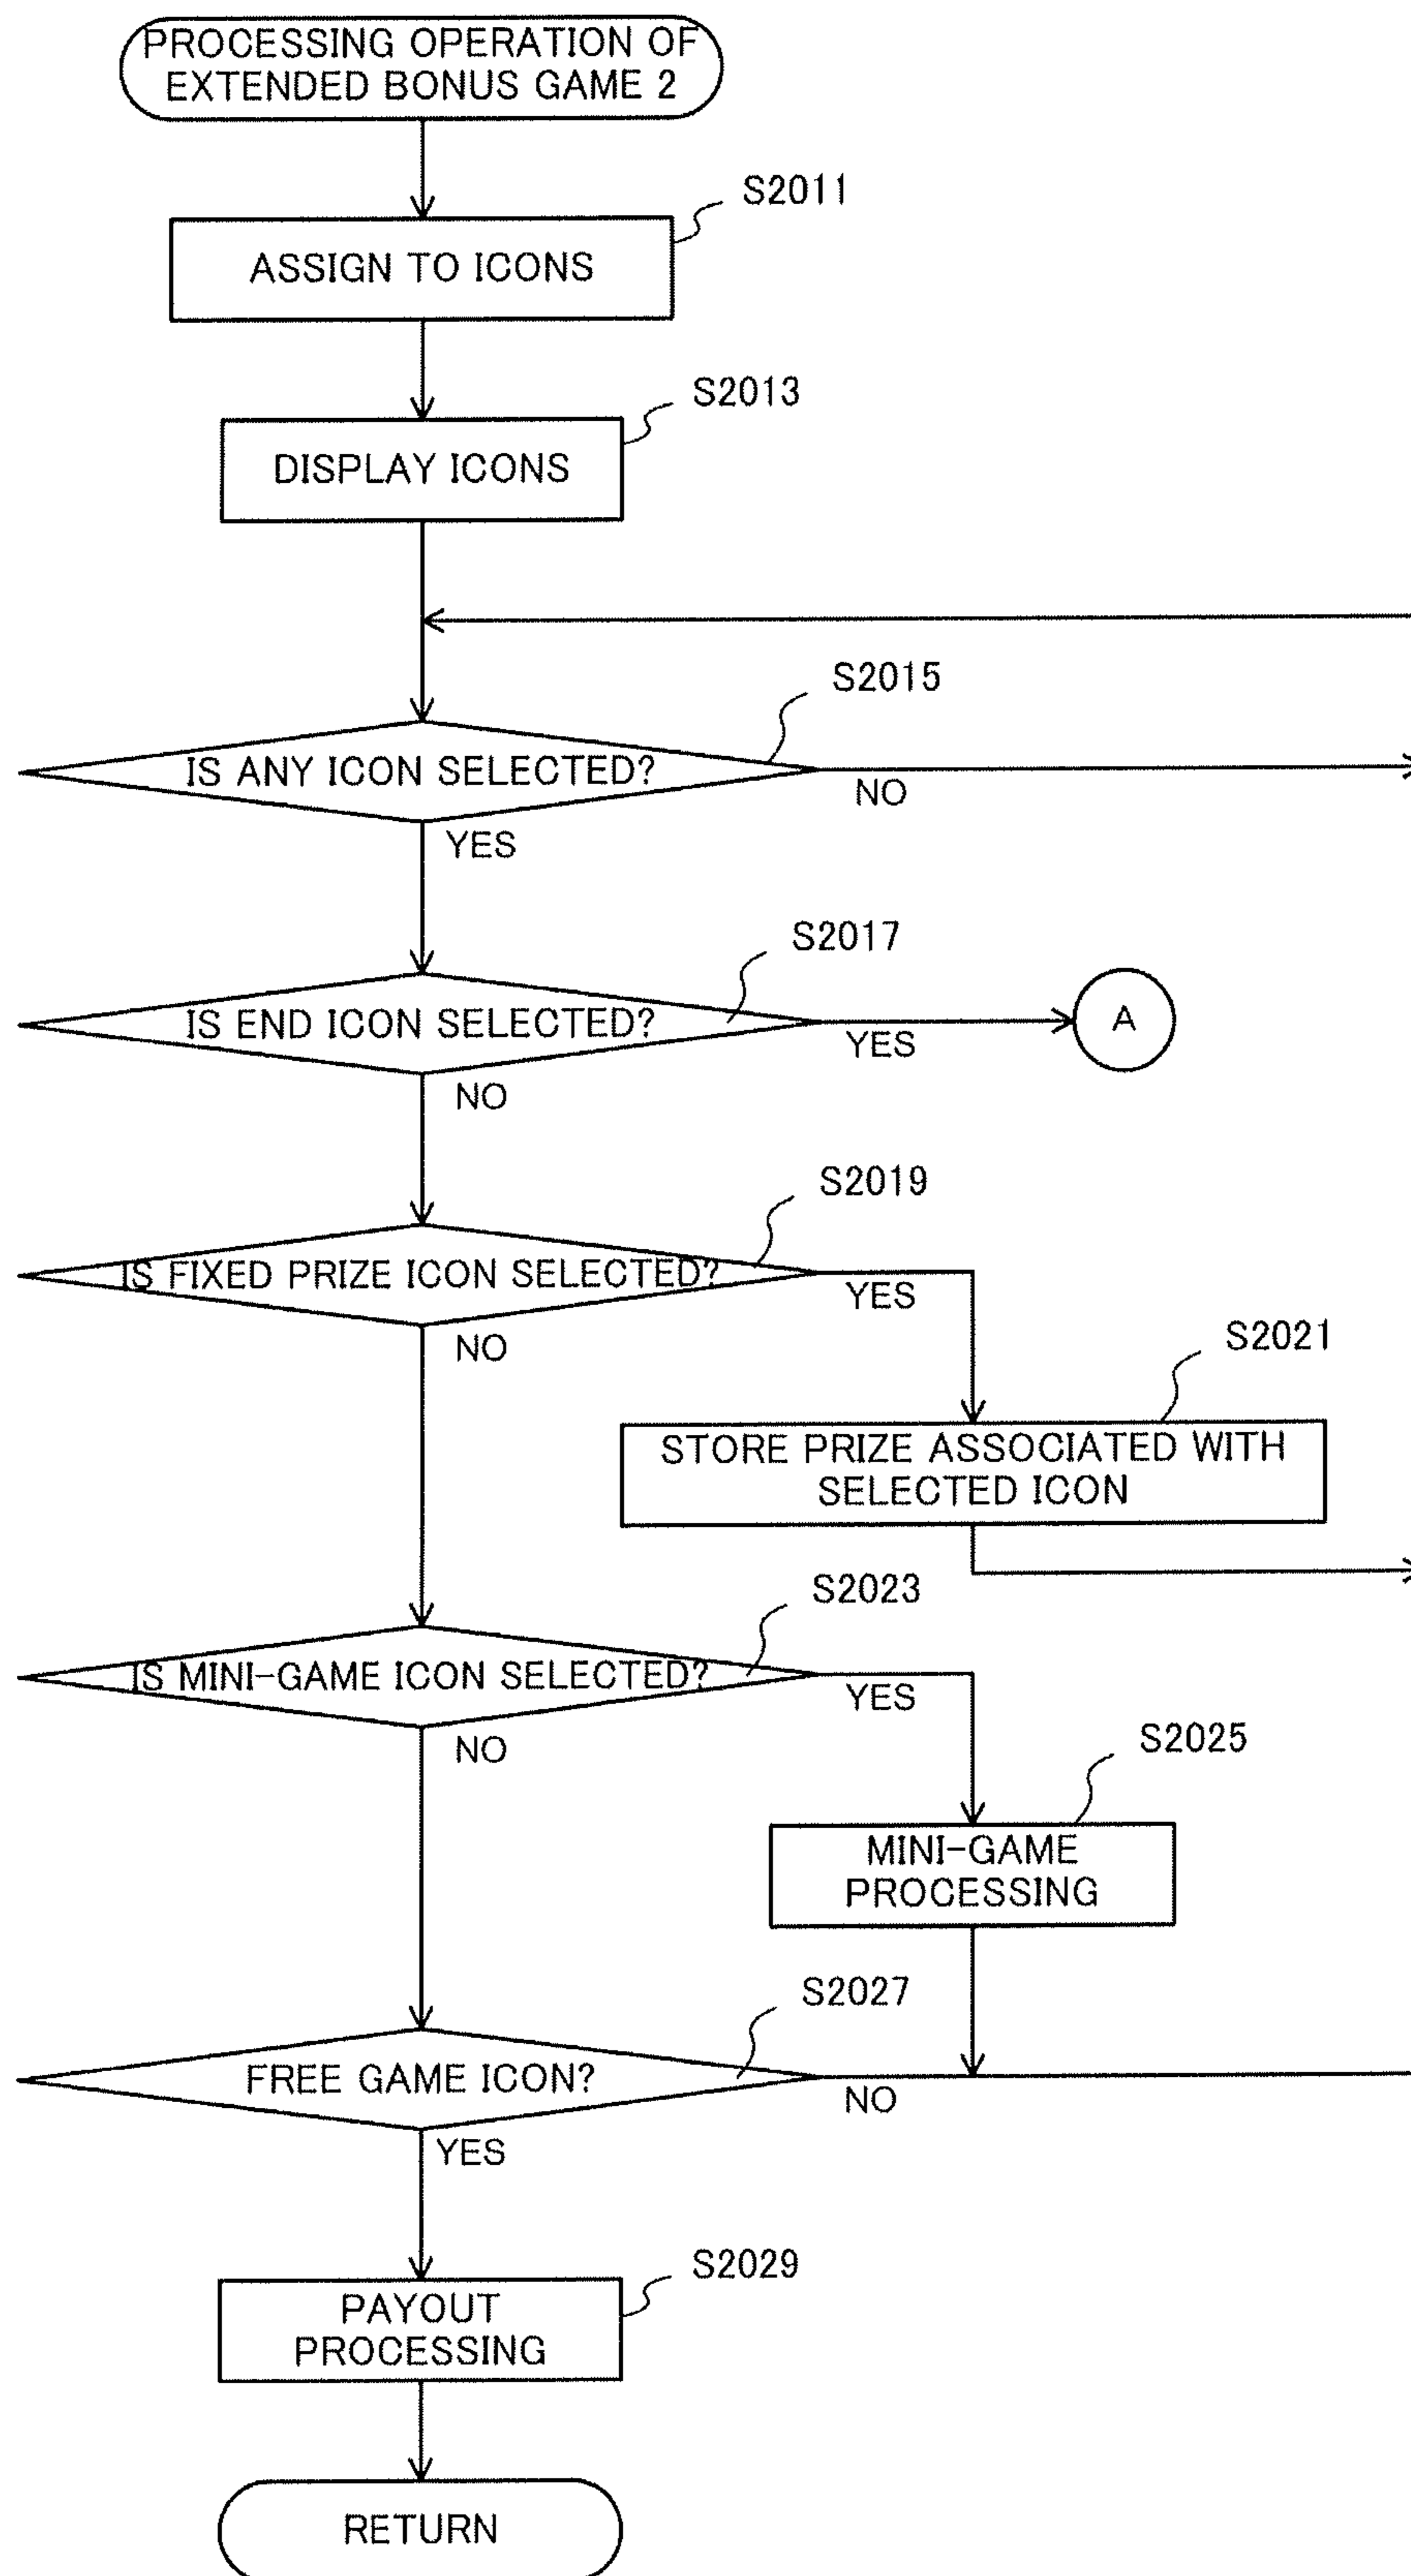 PROCESSING OPERATION OF
EXTENDED BONUS GAME 2
S2011
ASSIGN TO ICONS
S2013
DISPLAY ICONS
S2015
IS ANY ICON SELECTED?
NO
YES
S2017
IS END ICON SELECTED?
YES
A
NO
S2019
IS FIXED PRIZE ICON SELECTED?
YES
NO
S2021
STORE PRIZE ASSOCIATED WITH
SELECTED ICON
S2023
IS MINI-GAME ICON SELECTED?
YES
NO
S2025
MINI-GAME
PROCESSING
S2027
FREE GAME ICON?
NO
YES
S2029
PAYOUT
PROCESSING
RETURN